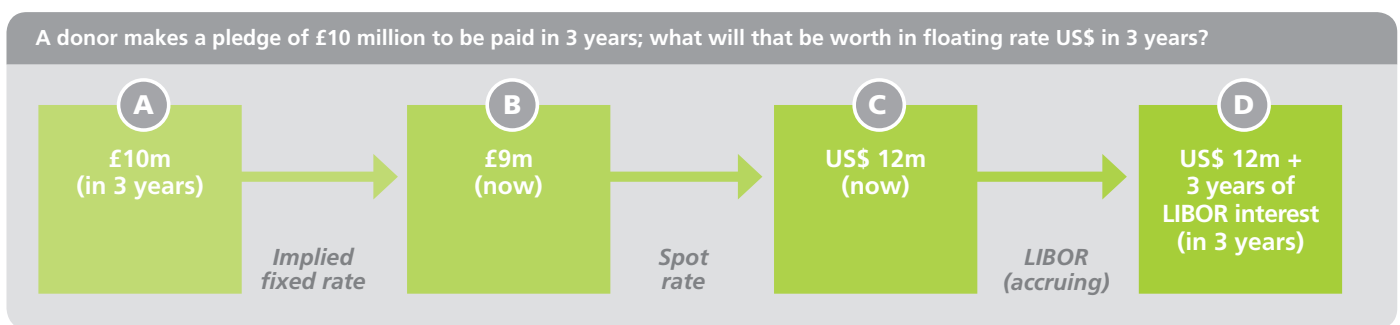 A donor makes a pledge of £10 million to be paid in 3 years; what will that be worth in floating rate US$ in 3 years?
A
£10m
(in 3 years)
Implied
fixed rate
B
£9m
(now)
Spot
rate
C
US$ 12m
(now)
LIBOR
(accruing)
D
US$ 12m +
3 years of
LIBOR interest
(in 3 years)